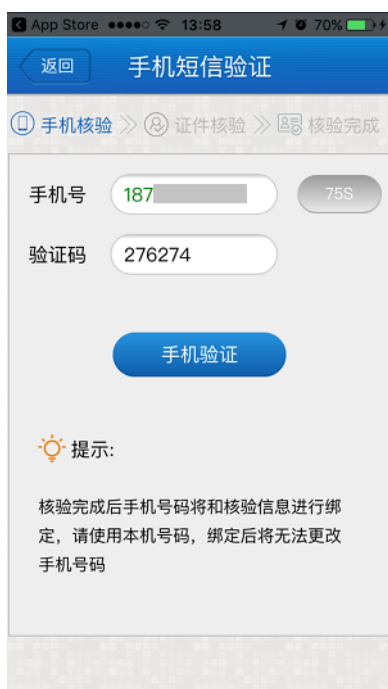 App Store 13:58 70%
返回 手机短信验证
手机核验 证件核验 核验完成
手机号 187 75S
验证码 276274
手机验证
提示:
核验完成后手机号码将和核验信息进行绑
定，请使用本机号码，绑定后将无法更改
手机号码